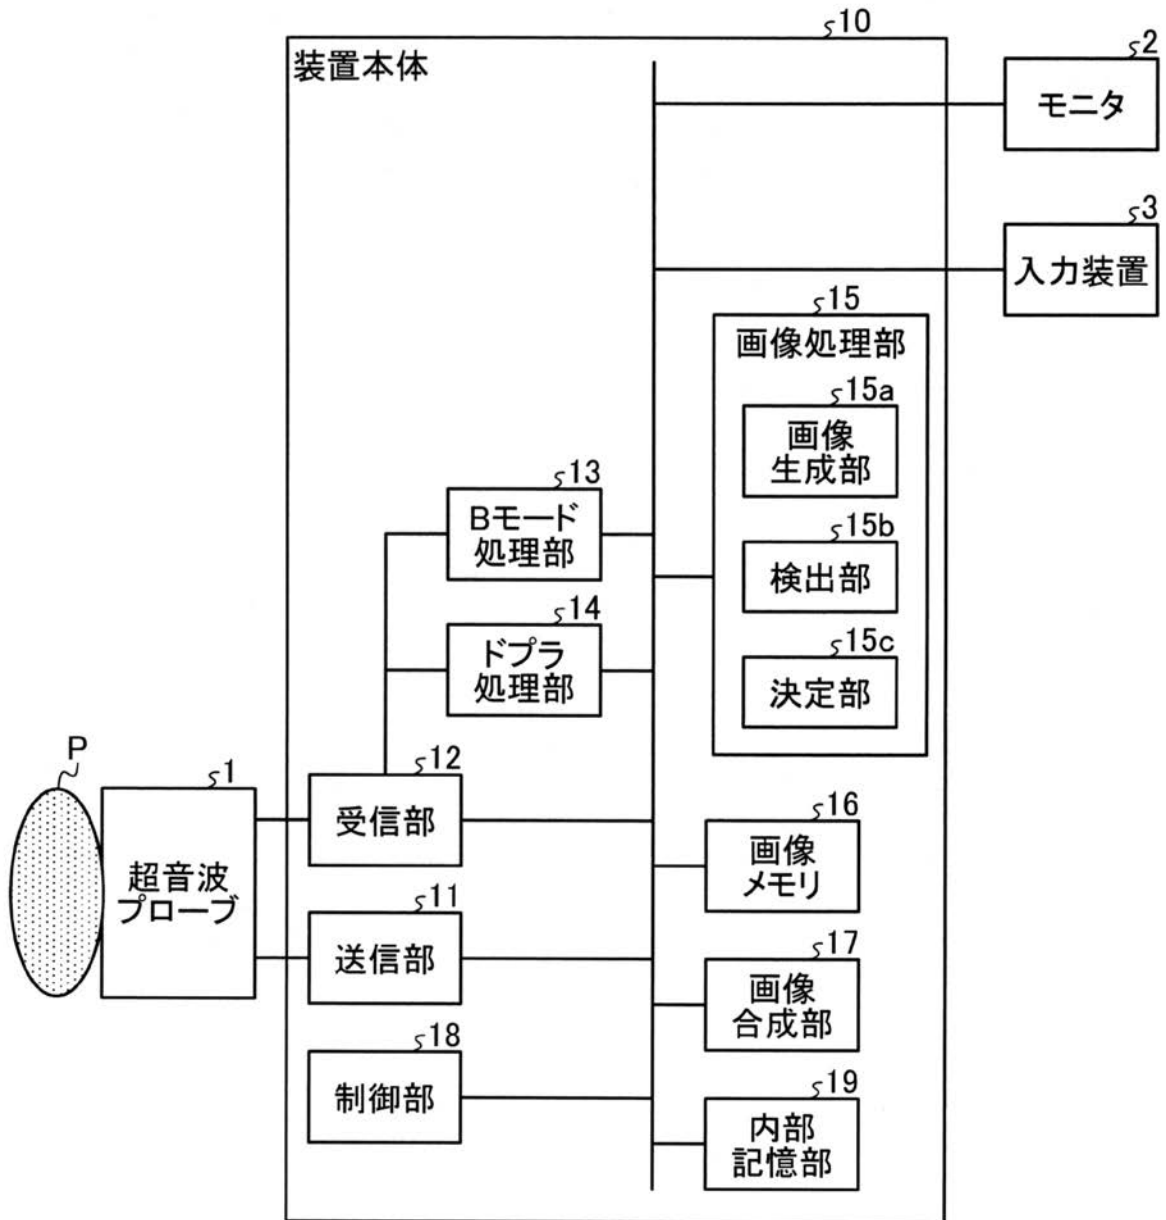 10
装置本体
2
モニタ
3
入力装置
15
画像処理部
15a
画像
生成部
13
Bモード
処理部
15b
検出部
14
ドプラ
処理部
15c
決定部
P
1
超音波
プローブ
12
受信部
16
画像
メモリ
11
送信部
17
画像
合成部
18
制御部
19
内部
記憶部